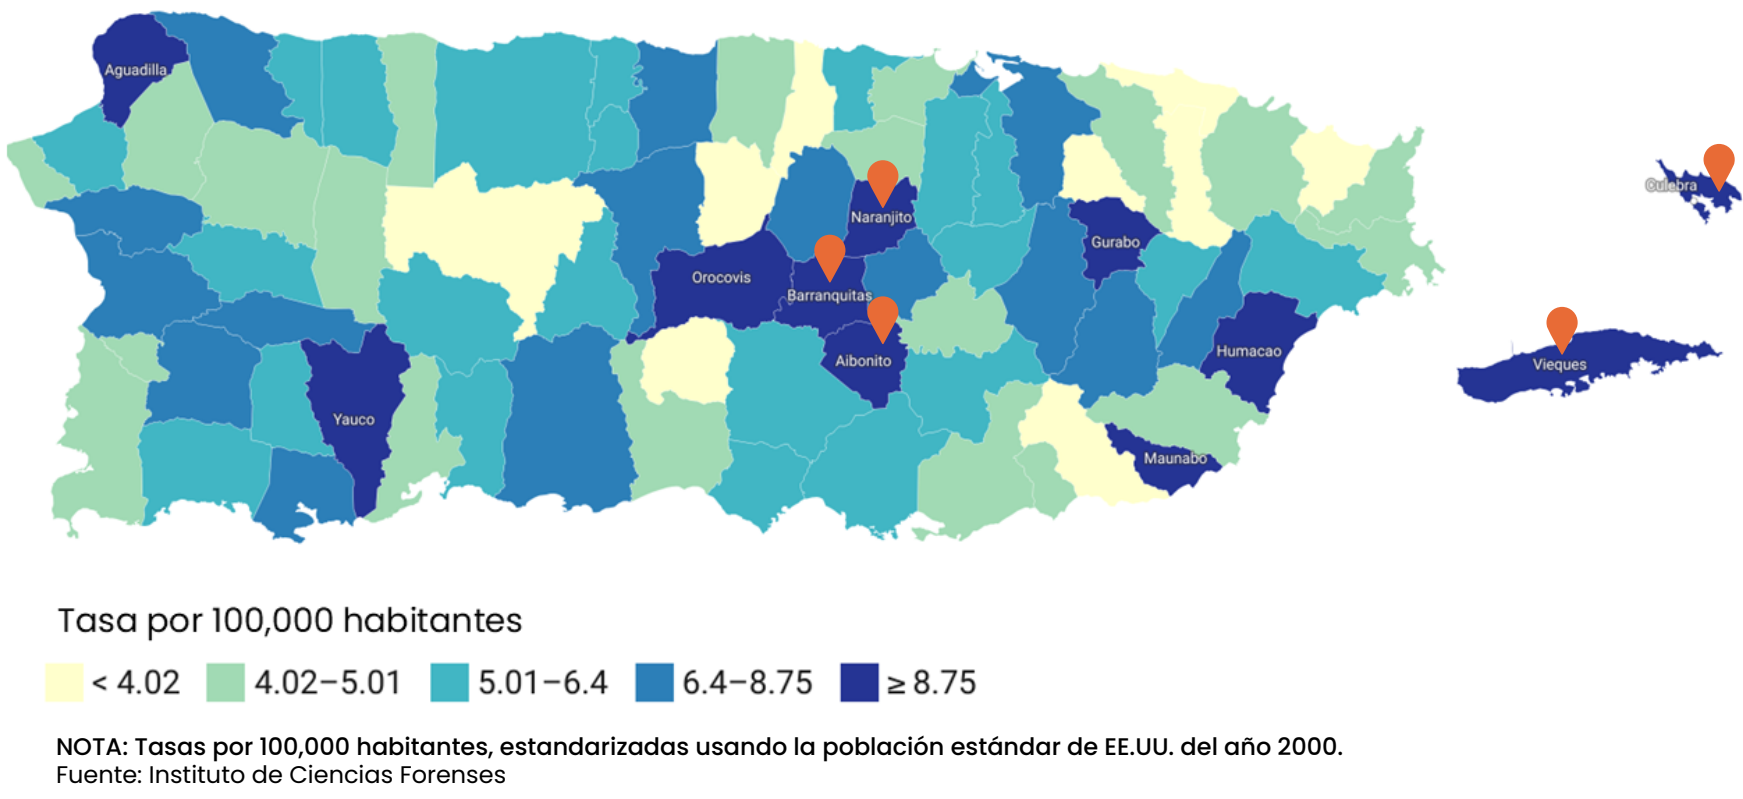 Aguadilla
Culebra
Naranjito
Gurabo
Orocovis
Barranquitas
Humacao
Aibonito
Vieques
Yauco
Maunabo
Tasa por 100,000 habitantes
< 4.02 4.02–5.01 5.01–6.4 6.4–8.75 ≥ 8.75
NOTA: Tasas por 100,000 habitantes, estandarizadas usando la población estándar de EE.UU. del año 2000.
Fuente: Instituto de Ciencias Forenses